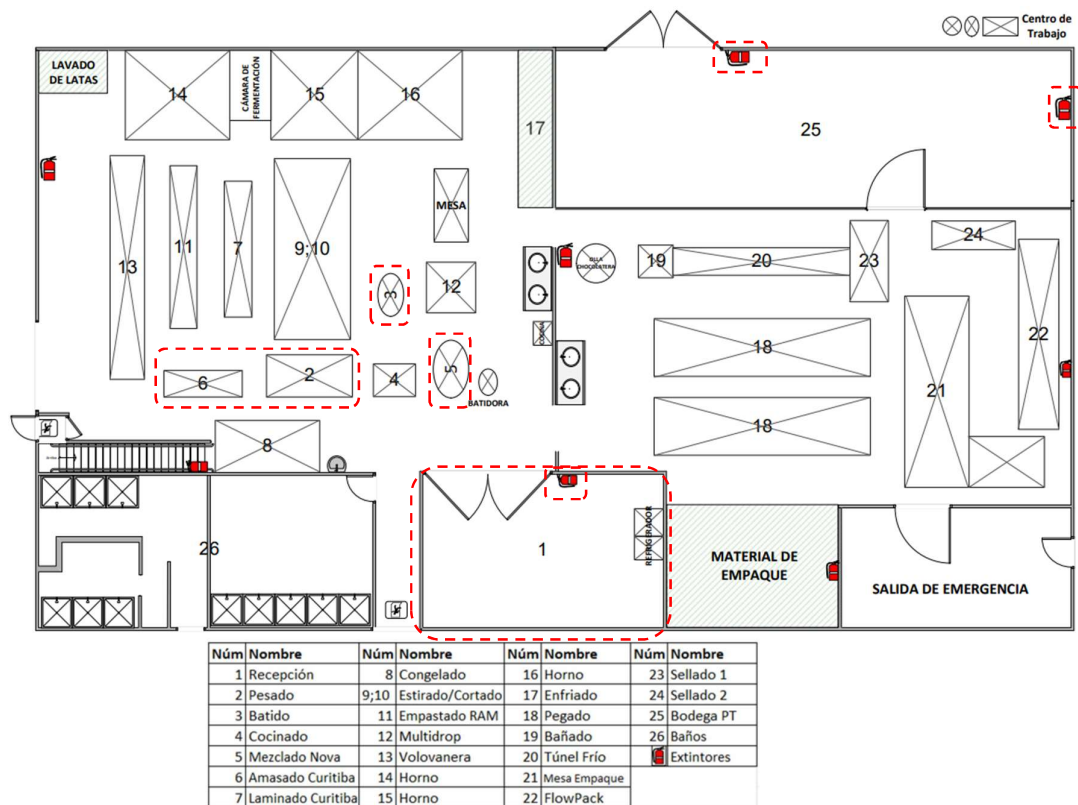 Centro de
Trabajo
LAVADO
DE LATAS
14
CÁMARA DE
FERMENTACIÓN
15
16
17
25
13
11
7
9;10
MESA
3
12
OLLA
CHOCOLATERA
19
20
23
24
22
6
2
4
5
BATIDORA
COCINA
18
18
21
8
26
1
REFRIGERADOR
MATERIAL DE
EMPAQUE
SALIDA DE EMERGENCIA
Núm Nombre Núm Nombre Núm Nombre Núm Nombre
1 Recepción 8 Congelado 16 Horno 23 Sellado 1
2 Pesado 9;10 Estirado/Cortado 17 Enfriado 24 Sellado 2
3 Batido 11 Empastado RAM 18 Pegado 25 Bodega PT
4 Cocinado 12 Multidrop 19 Bañado 26 Baños
5 Mezclado Nova 13 Volovanera 20 Túnel Frío Extintores
6 Amasado Curitiba 14 Horno 21 Mesa Empaque
7 Laminado Curitiba 15 Horno 22 FlowPack